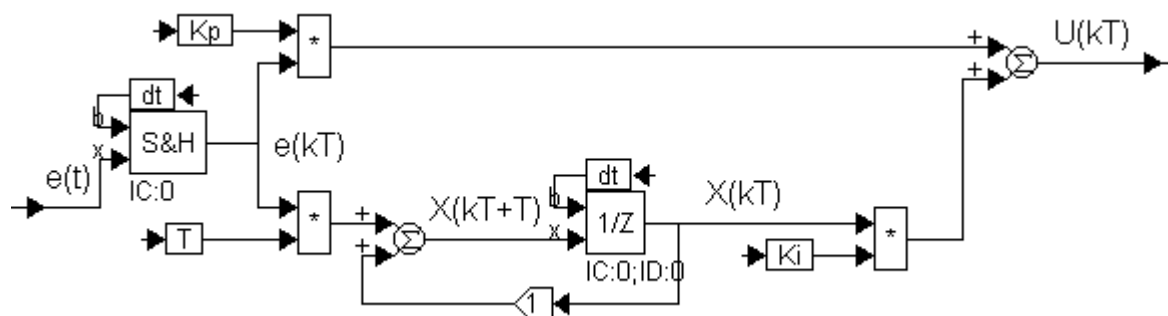 Kp
*
+
+
Σ
U(kT)
dt
b
x
S&H
IC:0
e(t)
e(kT)
T
*
+
+
Σ
X(kT+T)
dt
b
x
1/Z
IC:0;ID:0
X(kT)
Ki
*
1